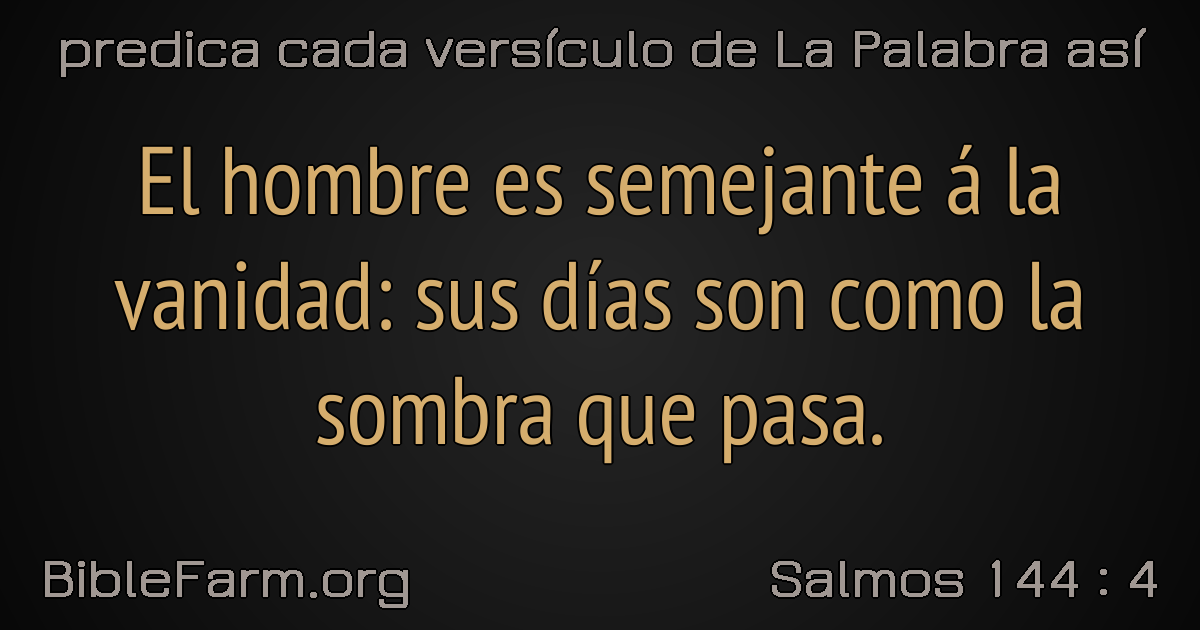 predica cada versículo de La Palabra así
El hombre es semejante á la
vanidad: sus días son como la
sombra que pasa.
BibleFarm.org
Salmos 144 : 4